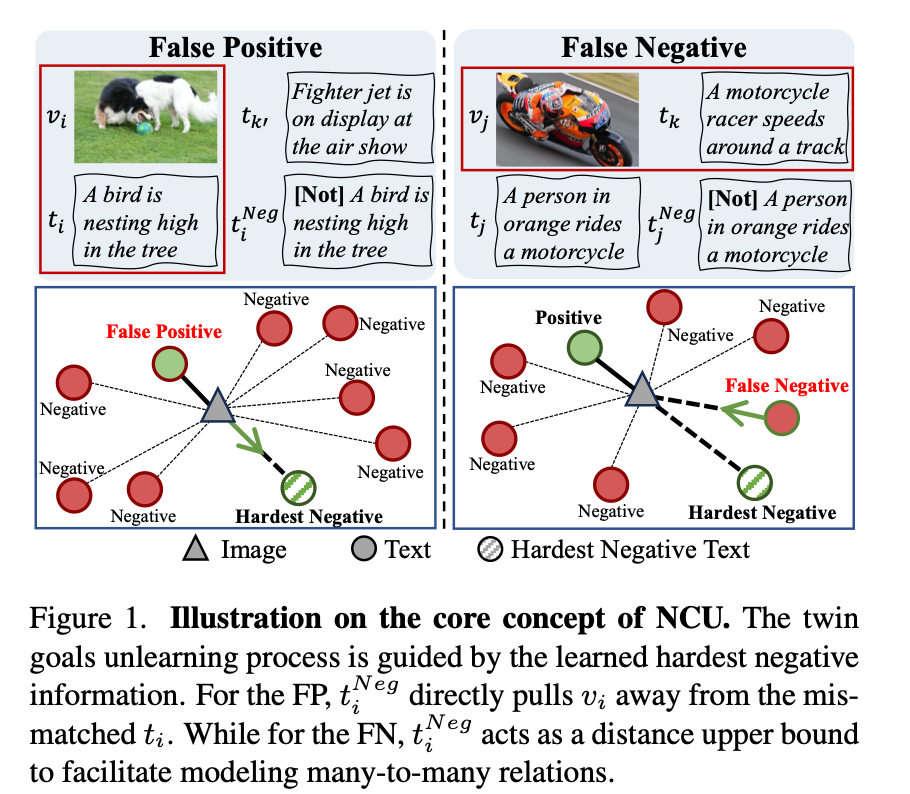 False Positive
v_i
t_{k'}
Fighter jet is
on display at
the air show
t_i
A bird is
nesting high
in the tree
t_i^{Neg}
[Not] A bird is
nesting high
in the tree
False Negative
v_j
t_k
A motorcycle
racer speeds
around a track
t_j
A person in
orange rides
a motorcycle
t_j^{Neg}
[Not] A person
in orange rides
a motorcycle
Negative
Negative
False Positive
Negative
Negative
Negative
Negative
Negative
Hardest Negative
Positive
Negative
Negative
Negative
False Negative
Negative
Negative
Hardest Negative
Image
Text
Hardest Negative Text
Figure 1. Illustration on the core concept of NCU. The twin
goals unlearning process is guided by the learned hardest negative
information. For the FP, t_i^{Neg} directly pulls v_i away from the mis-
matched t_i. While for the FN, t_i^{Neg} acts as a distance upper bound
to facilitate modeling many-to-many relations.